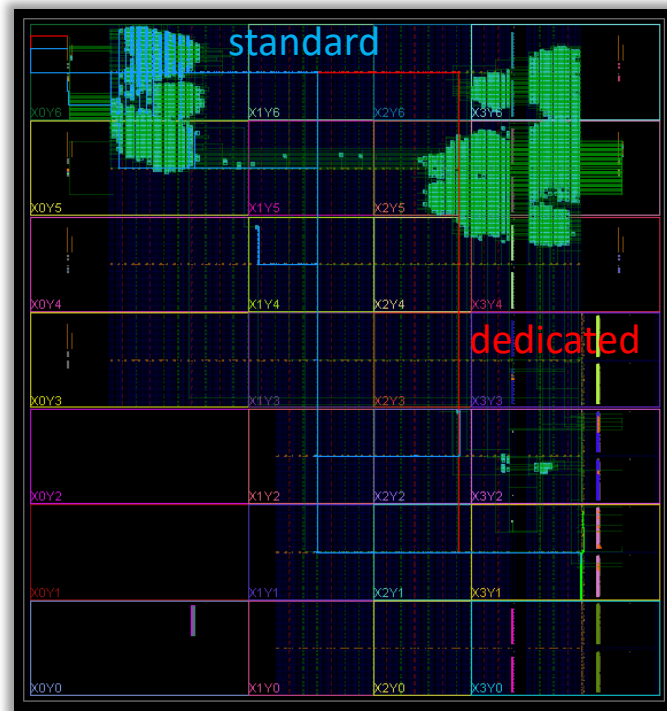 standard
X0Y6 X1Y6 X2Y6 X3Y6
X0Y5 X1Y5 X2Y5
X0Y4 X1Y4 X2Y4 X3Y4
dedicated
X0Y3 X1Y3 X2Y3 X3Y3
X0Y2 X1Y2 X2Y2 X3Y2
X0Y1 X1Y1 X2Y1 X3Y1
X0Y0 X1Y0 X2Y0 X3Y0